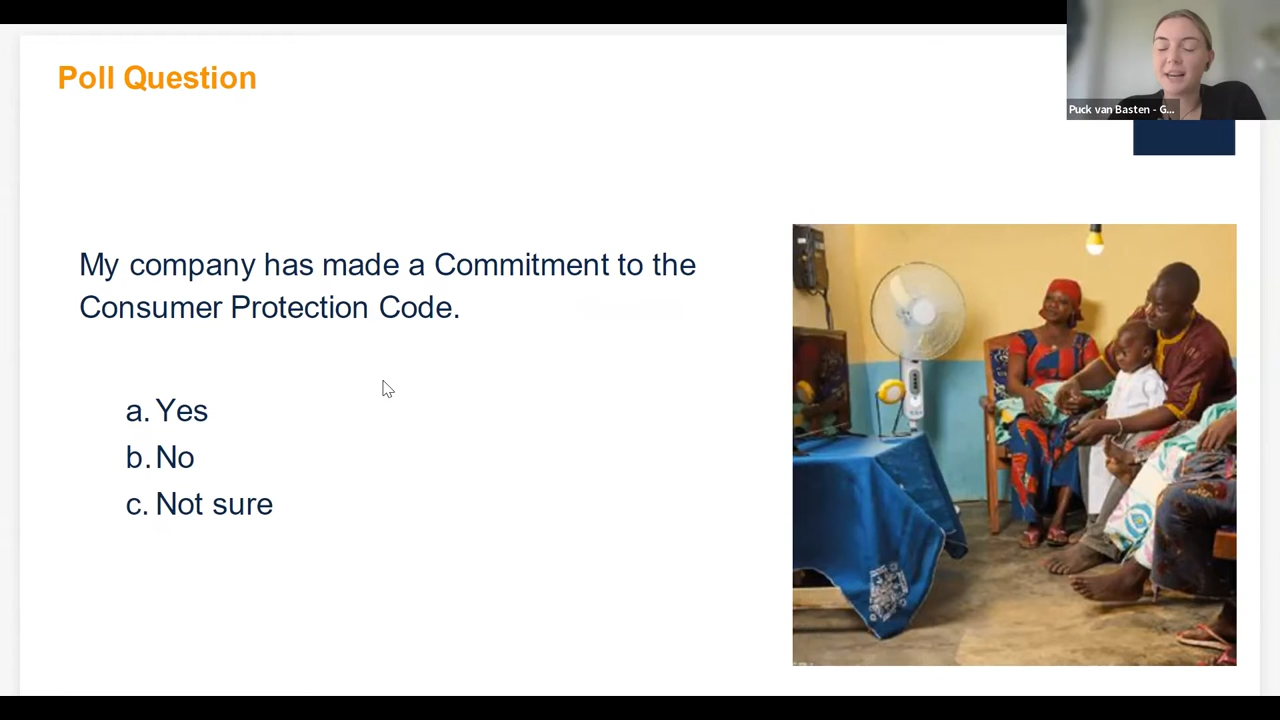 Poll Question
Puck van Basten - G...
My company has made a Commitment to the
Consumer Protection Code.
a. Yes
b. No
c. Not sure